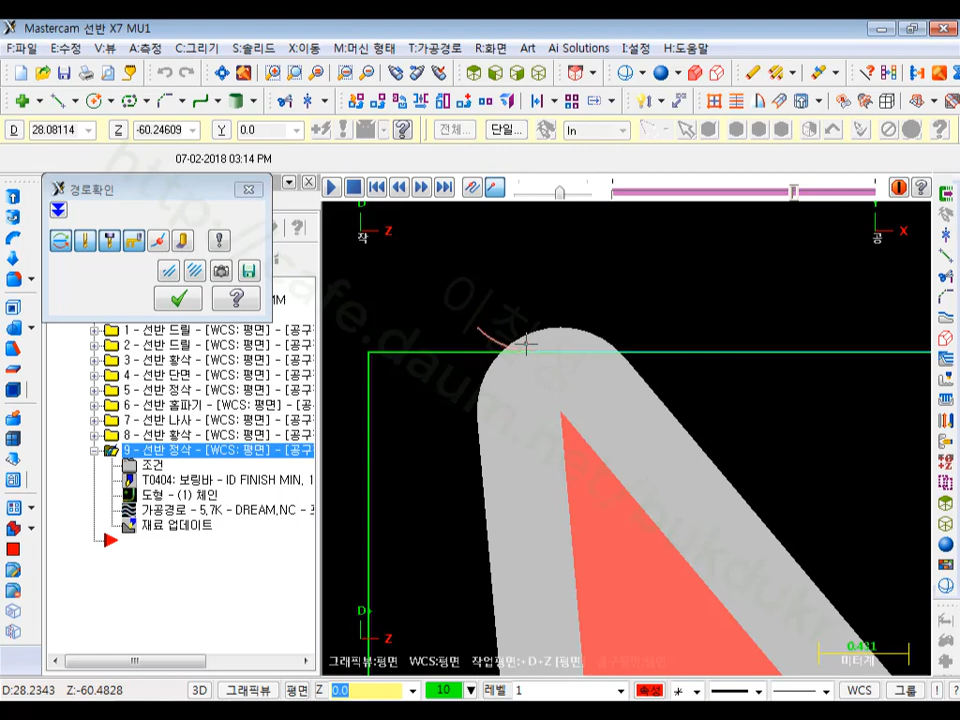 Mastercam 선반 X7 MU1
F:파일 E:수정 V:뷰 A:측정 C:그리기 S:솔리드 X:이동 M:머신 형태 T:가공경로 R:화면 Art Ai Solutions I:설정 H:도움말
D 28.08114 Z -60.24609 Y 0.0 전체... 단일... In
07-02-2018 03:14 PM
경로확인
MM
1 - 선반 드릴 - [WCS: 평면] - [공구
2 - 선반 드릴 - [WCS: 평면] - [공구
3 - 선반 황삭 - [WCS: 평면] - [공구
4 - 선반 단면 - [WCS: 평면] - [공구
5 - 선반 정삭 - [WCS: 평면] - [공구
6 - 선반 홈파기 - [WCS: 평면] - [공
7 - 선반 나사 - [WCS: 평면] - [공구
8 - 선반 황삭 - [WCS: 평면] - [공구
9 - 선반 정삭 - [WCS: 평면] - [공구
조건
T0404: 보링바 - ID FINISH MIN, 1
도형 - (1) 체인
가공경로 - 5,7K - DREAM,NC - 프
재료 업데이트
D Z
작
X
공
D Z
그래픽뷰:평면 WCS:평면 작업평면:+D+Z [평면]
0.431
미터계
D:28.2343 Z:-60.4828 3D 그래픽뷰 평면 Z 0.0 10 레벨 1 속성 WCS 그룹 ! ?